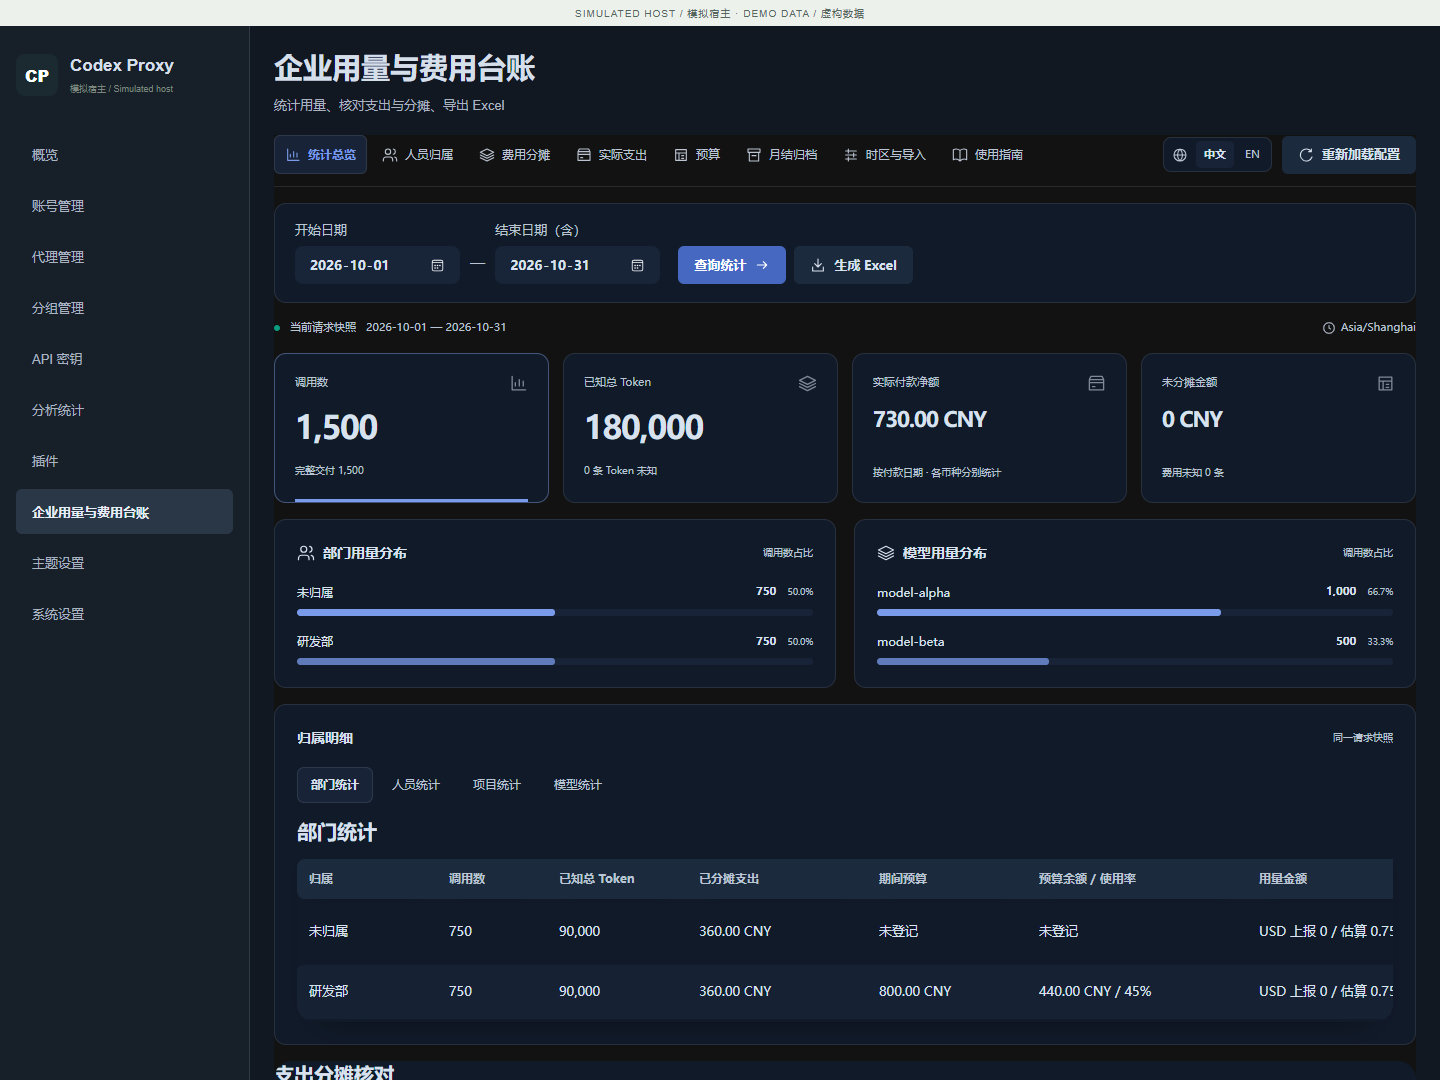 SIMULATED HOST / 模拟宿主 · DEMO DATA / 虚构数据
CP
Codex Proxy
模拟宿主 / Simulated host
概览
账号管理
代理管理
分组管理
API 密钥
分析统计
插件
企业用量与费用台账
主题设置
系统设置
企业用量与费用台账
统计用量、核对支出与分摊、导出 Excel
统计总览 人员归属 费用分摊 实际支出 预算 月结归档 时区与导入 使用指南 中文 EN 重新加载配置
开始日期 结束日期（含）
2026-10-01 — 2026-10-31 查询统计 → 生成 Excel
当前请求快照 2026-10-01 — 2026-10-31 Asia/Shanghai
调用数
1,500
完整交付 1,500
已知总 Token
180,000
0 条 Token 未知
实际付款净额
730.00 CNY
按付款日期 · 各币种分别统计
未分摊金额
0 CNY
费用未知 0 条
部门用量分布 调用数占比
未归属 750 50.0%
研发部 750 50.0%
模型用量分布 调用数占比
model-alpha 1,000 66.7%
model-beta 500 33.3%
归属明细 同一请求快照
部门统计 人员统计 项目统计 模型统计
部门统计
归属 调用数 已知总 Token 已分摊支出 期间预算 预算余额 / 使用率 用量金额
未归属 750 90,000 360.00 CNY 未登记 未登记 USD 上报 0 / 估算 0.75
研发部 750 90,000 360.00 CNY 800.00 CNY 440.00 CNY / 45% USD 上报 0 / 估算 0.75
支出分摊核对